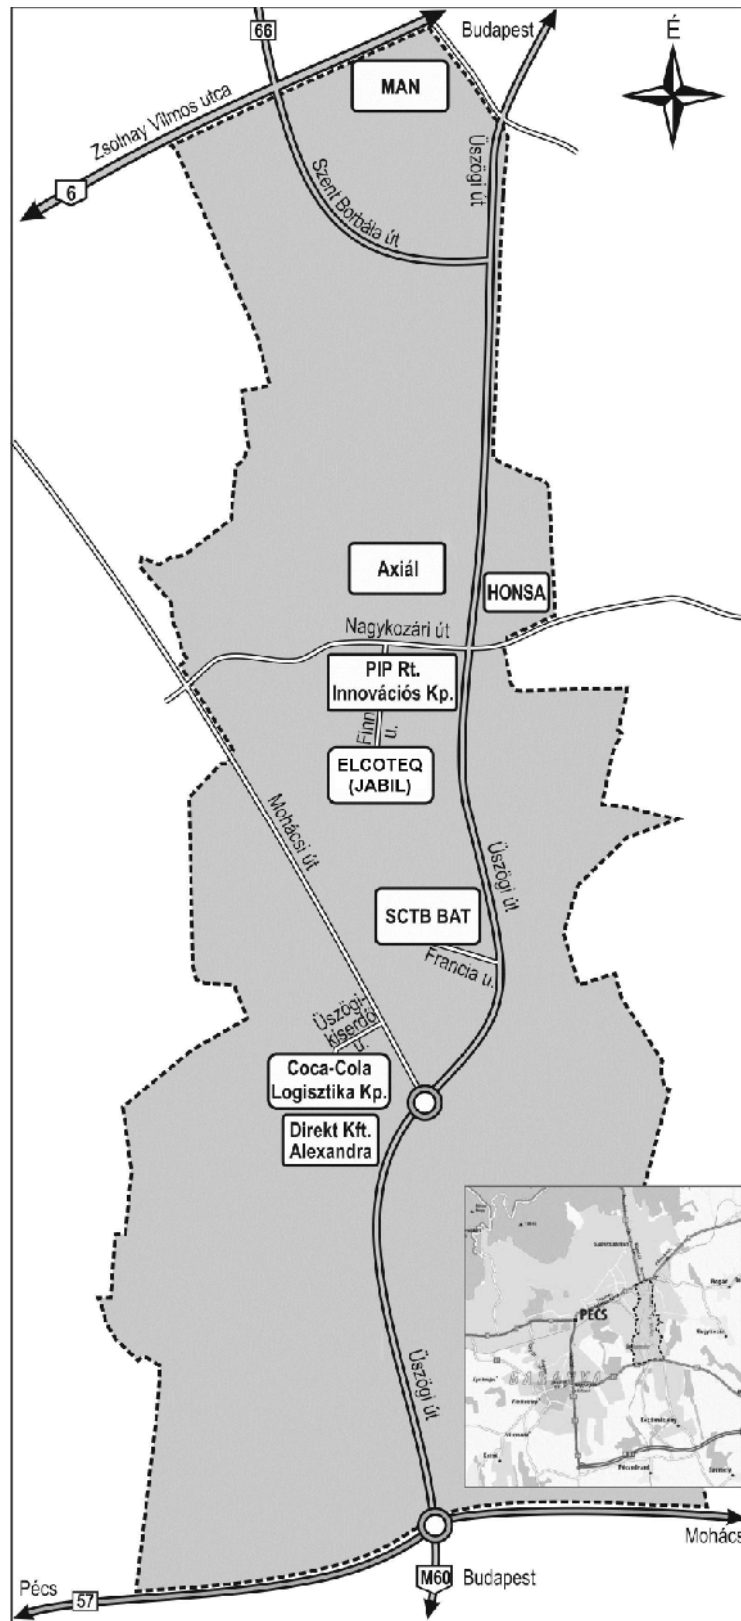 66
Budapest
É
MAN
Zsolnay Vilmos utca
6
Üszögi út
Szent Borbála út
Axiál
HONSA
Nagykozári út
PIP Rt.
Innovációs Kp.
Finn
u.
ELCOTEQ
(JABIL)
Mohácsi út
Üszögi út
SCTB BAT
Francia u.
Üszögi-
kiserdő
u.
Coca-Cola
Logisztika Kp.
Direkt Kft.
Alexandra
PÉCS
Üszögi út
Mohács
Pécs
57
M60
Budapest